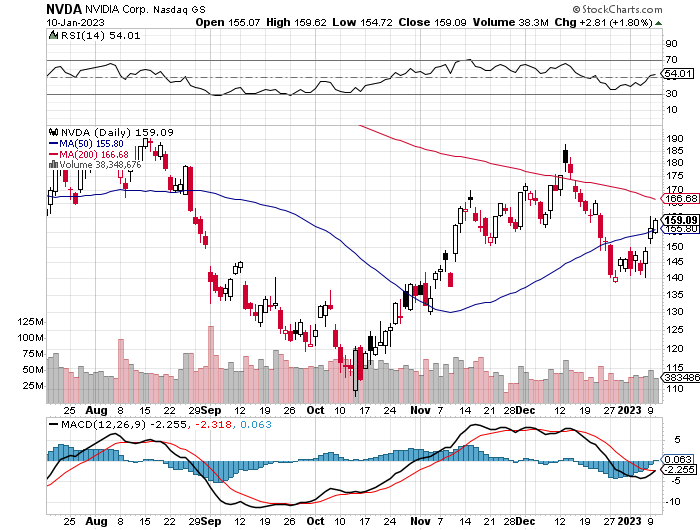 NVDA NVIDIA Corp. Nasdaq GS
© StockCharts.com
10-Jan-2023 Open 155.07 High 159.62 Low 154.72 Close 159.09 Volume 38.3M Chg +2.81 (+1.80%)
RSI(14) 54.01
90
70
54.01
50
30
10
NVDA (Daily) 159.09
MA(50) 155.80
MA(200) 166.68
Volume 38,348,676
190
185
180
175
170
166.68
165
160
159.09
155.80
150
145
140
135
130
125
120
115
110
125M
100M
75M
50M
25M
383486
25 Aug 8 15 22 29 Sep 12 19 26 Oct 10 17 24 Nov 7 14 21 28 Dec 12 19 27 2023 9
MACD(12,26,9) -2.255, -2.318, 0.063
5
0.063
-2.255
-5
-10
25 Aug 8 15 22 29 Sep 12 19 26 Oct 10 17 24 Nov 7 14 21 28 Dec 12 19 27 2023 9